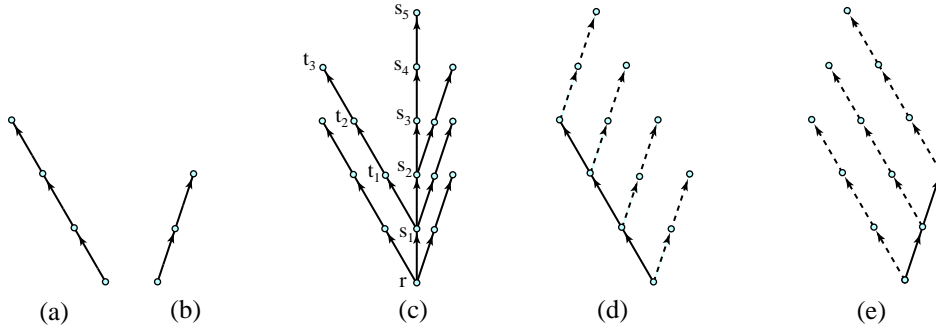 s₅
t₃ s₄
t₂ s₃
t₁ s₂
s₁
r
(a) (b) (c) (d) (e)